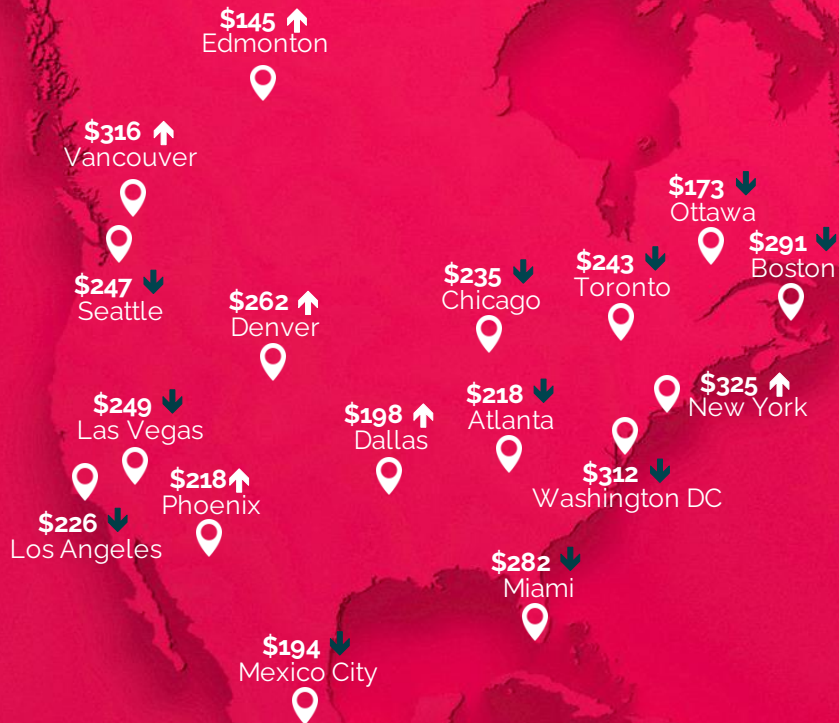 $145
Edmonton
$316
Vancouver
$173
Ottawa
$291
Boston
$247
Seattle
$262
Denver
$235
Chicago
$243
Toronto
$249
Las Vegas
$198
Dallas
$218
Atlanta
$325
New York
$218
Phoenix
$312
Washington DC
$226
Los Angeles
$282
Miami
$194
Mexico City